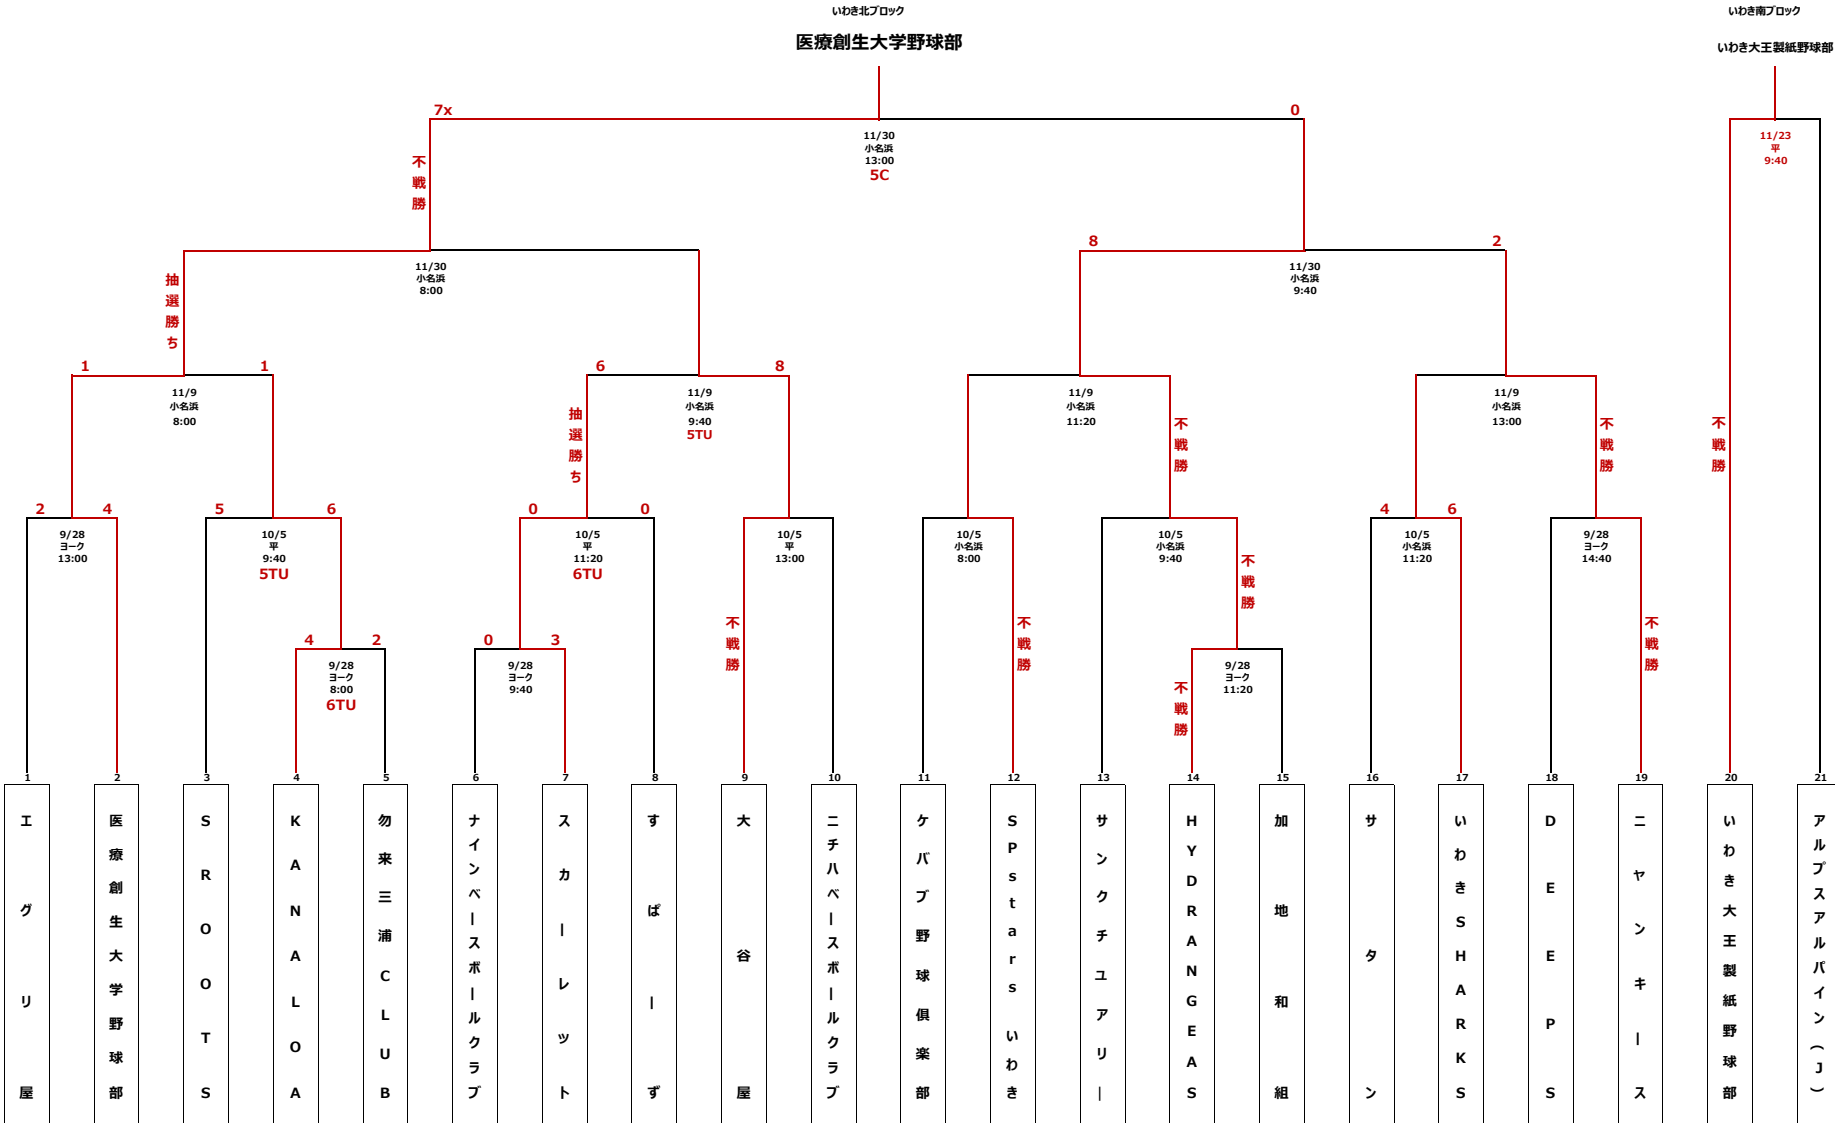 いわき北ブロック
いわき南ブロック
医療創生大学野球部
いわき大王製紙野球部
7x
0
11/30
小名浜
13:00
5C
11/23
平
9:40
不戦勝
8
2
11/30
小名浜
8:00
11/30
小名浜
9:40
抽選勝ち
1
1
6
8
11/9
小名浜
8:00
11/9
小名浜
9:40
5TU
11/9
小名浜
11:20
11/9
小名浜
13:00
抽選勝ち
不戦勝
不戦勝
不戦勝
2
4
5
6
0
0
4
6
9/28
ヨーク
13:00
10/5
平
9:40
5TU
10/5
平
11:20
6TU
10/5
平
13:00
10/5
小名浜
8:00
10/5
小名浜
9:40
10/5
小名浜
11:20
9/28
ヨーク
14:40
不戦勝
不戦勝
不戦勝
不戦勝
4
2
0
3
9/28
ヨーク
8:00
6TU
9/28
ヨーク
9:40
9/28
ヨーク
11:20
不戦勝
1
2
3
4
5
6
7
8
9
10
11
12
13
14
15
16
17
18
19
20
21
エグリ屋
医療創生大学野球部
SROOTS
KANALOA
勿来三浦CLUB
ナインベースボールクラブ
スカーレット
すぱーず
大谷屋
ニチハベースボールクラブ
ケバブ野球倶楽部
SPstars いわき
サンクチユアリー
HYDRANGEAS
加地和組
サタン
いわきSHARKS
DEEPS
ニヤンキース
いわき大王製紙野球部
アルプスアルパイン(J)